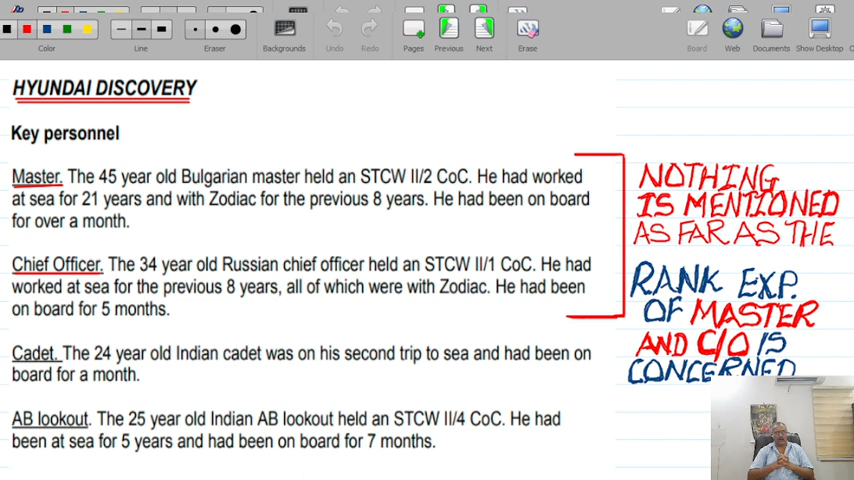 Color
Line
Eraser
Backgrounds
Undo
Redo
Pages
Previous
Next
Erase
Board
Web
Documents
Show Desktop
HYUNDAI DISCOVERY
Key personnel
Master. The 45 year old Bulgarian master held an STCW II/2 CoC. He had worked
at sea for 21 years and with Zodiac for the previous 8 years. He had been on board
for over a month.
Chief Officer. The 34 year old Russian chief officer held an STCW II/1 CoC. He had
worked at sea for the previous 8 years, all of which were with Zodiac. He had been
on board for 5 months.
Cadet. The 24 year old Indian cadet was on his second trip to sea and had been on
board for a month.
AB lookout. The 25 year old Indian AB lookout held an STCW II/4 CoC. He had
been at sea for 5 years and had been on board for 7 months.
NOTHING
IS MENTIONED
AS FAR AS THE
RANK EXP.
OF MASTER
AND C/O IS
CONCERNED